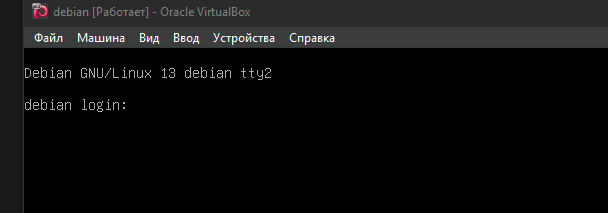 debian [Работает] - Oracle VirtualBox
Файл Машина Вид Ввод Устройства Справка
Debian GNU/Linux 13 debian tty2
debian login: